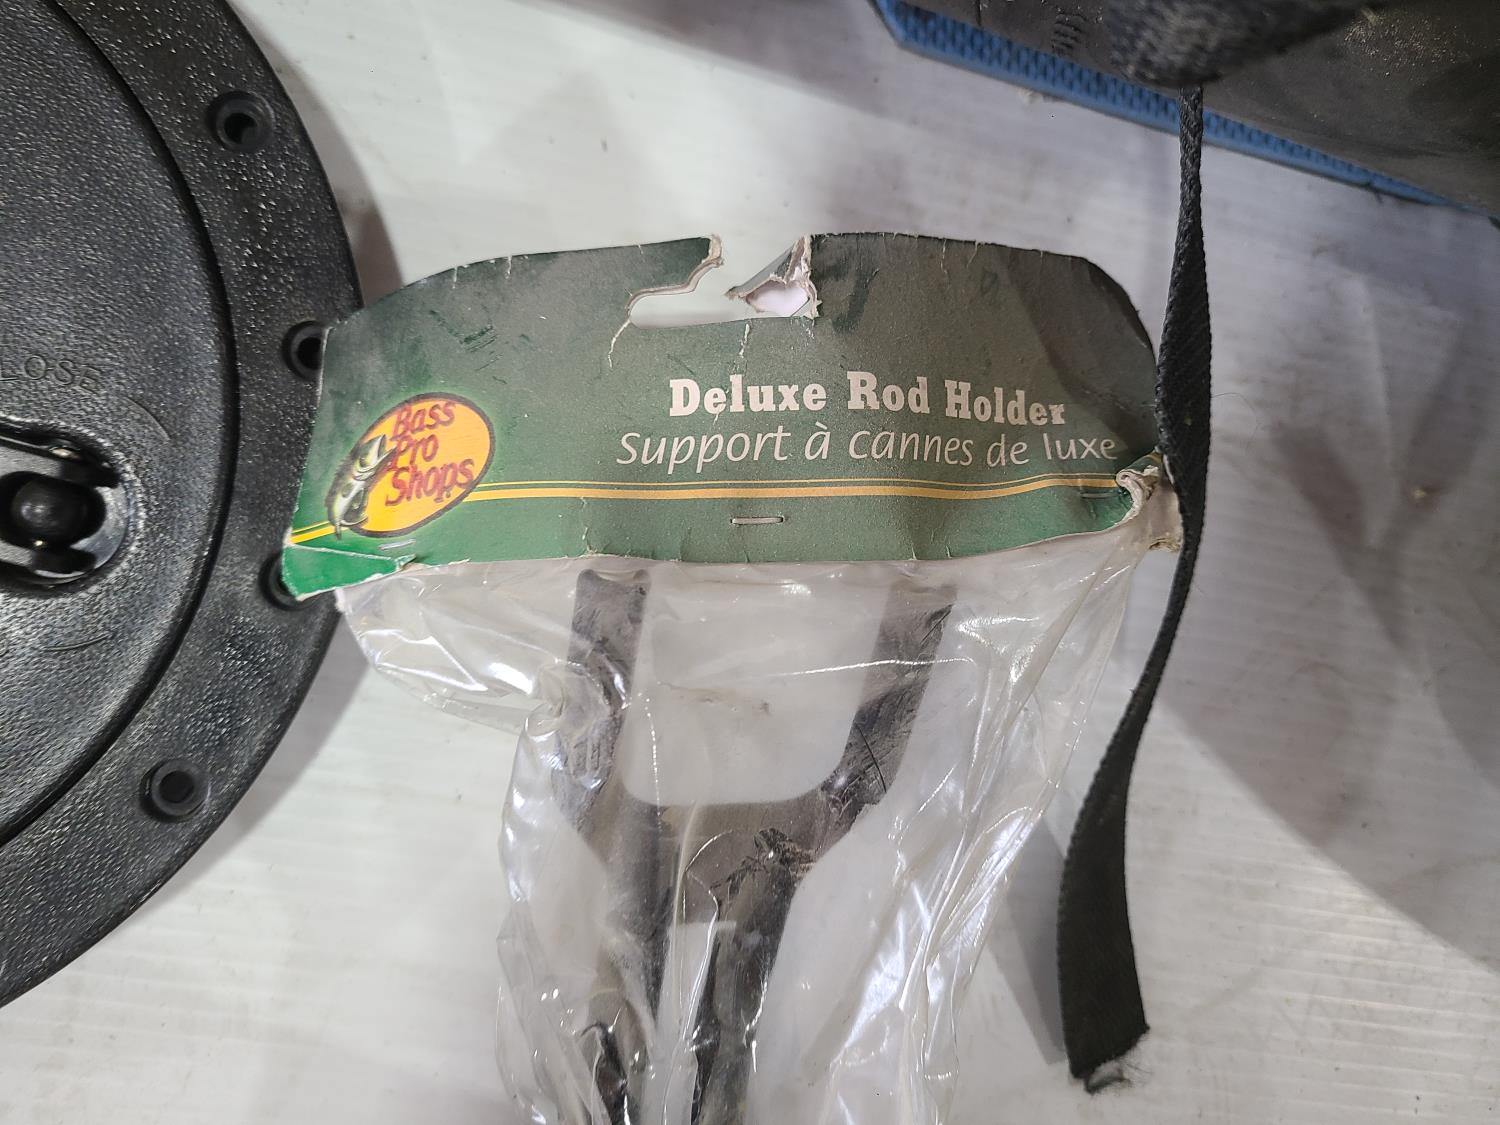 LOSE
Bass
Pro
Shops
Deluxe Rod Holder
Support à cannes de luxe